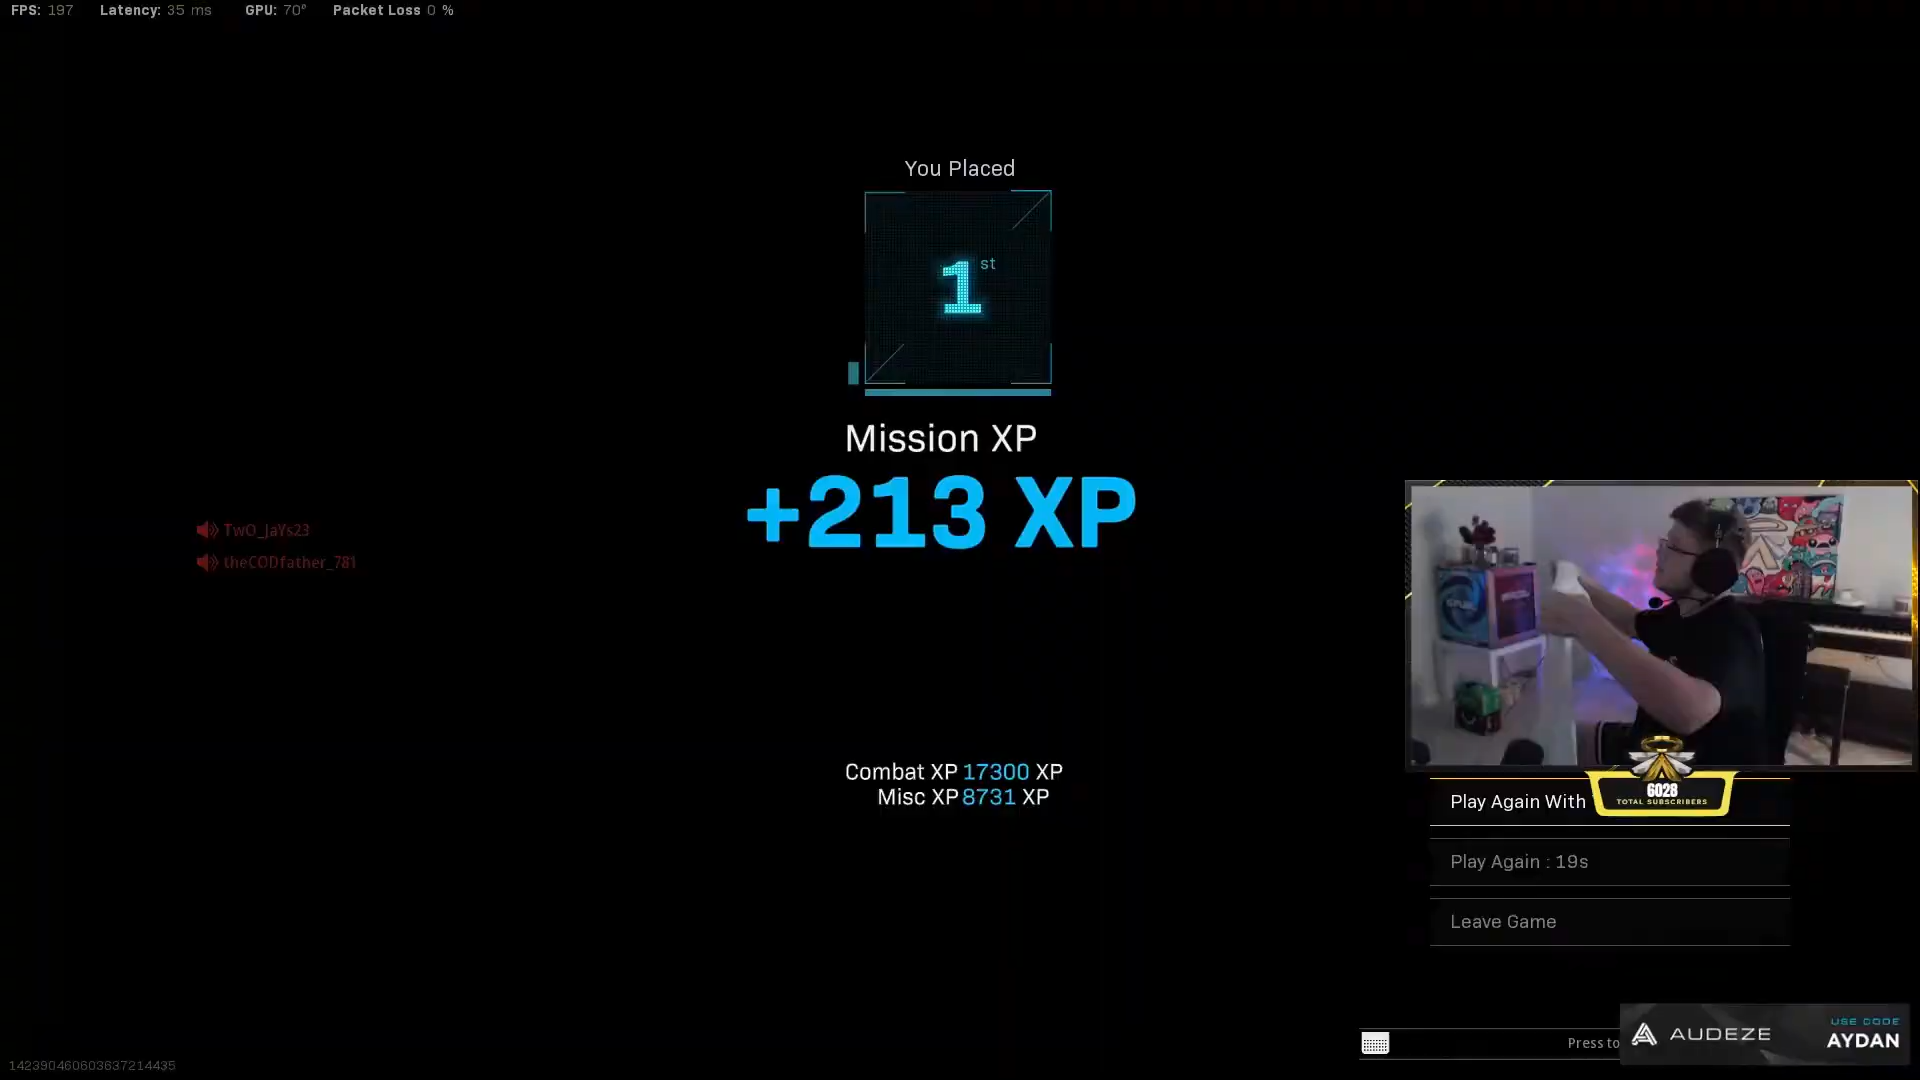 FPS: 197 Latency: 35 ms GPU: 70° Packet Loss 0 %
You Placed
1st
Mission XP
+213 XP
TwO_JaYs23
theCODfather_781
Combat XP 17300 XP
Misc XP 8731 XP
6028
TOTAL SUBSCRIBERS
Play Again With
Play Again : 19s
Leave Game
Press to
AUDEZE
USE CODE
AYDAN
14239046060363721​4435